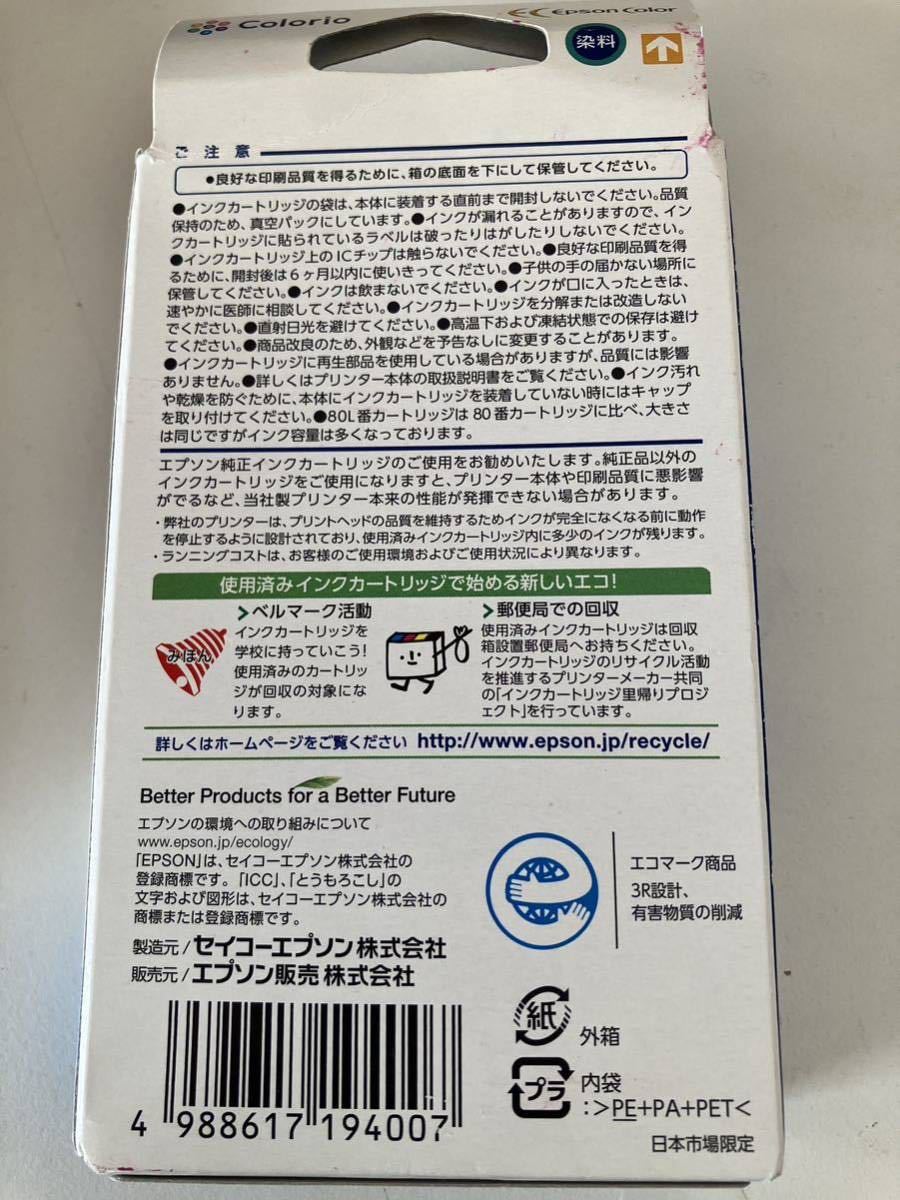 Colorio
Epson Color
染料
ご注意
●良好な印刷品質を得るために、箱の底面を下にして保管してください。
●インクカートリッジの袋は、本体に装着する直前まで開封しないでください。品質
保持のため、真空パックにしています。●インクが漏れることがありますので、イン
クカートリッジに貼られているラベルは破ったりはがしたりしないでください。
●インクカートリッジ上のICチップは触らないでください。●良好な印刷品質を得
るために、開封後は6ヶ月以内に使いきってください。●子供の手の届かない場所に
保管してください。●インクは飲まないでください。●インクが口に入ったときは、
速やかに医師に相談してください。●インクカートリッジを分解または改造しない
でください。●直射日光を避けてください。●高温下および凍結状態での保存は避け
てください。●商品改良のため、外観などを予告なしに変更することがあります。
●インクカートリッジに再生部品を使用している場合がありますが、品質には影響
ありません。●詳しくはプリンター本体の取扱説明書をご覧ください。●インク汚れ
や乾燥を防ぐために、本体にインクカートリッジを装着していない時にはキャップ
を取り付けてください。●80L番カートリッジは80番カートリッジに比べ、大きさ
は同じですがインク容量は多くなっております。
エプソン純正インクカートリッジのご使用をお勧めいたします。純正品以外の
インクカートリッジをご使用になりますと、プリンター本体や印刷品質に悪影響
がでるなど、当社製プリンター本来の性能が発揮できない場合があります。
・弊社のプリンターは、プリントヘッドの品質を維持するためインクが完全になくなる前に動作
を停止するように設計されており、使用済みインクカートリッジ内に多少のインクが残ります。
・ランニングコストは、お客様のご使用環境およびご使用状況により異なります。
使用済みインクカートリッジで始める新しいエコ!
ベルマーク活動
インクカートリッジを
学校に持っていこう!
使用済みのカートリッ
ジが回収の対象にな
ります。
みほん
郵便局での回収
使用済みインクカートリッジは回収
箱設置郵便局へお持ちください。
インクカートリッジのリサイクル活動
を推進するプリンターメーカー共同
の「インクカートリッジ里帰りプロジ
ェクト」を行っています。
詳しくはホームページをご覧ください http://www.epson.jp/recycle/
Better Products for a Better Future
エプソンの環境への取り組みについて
www.epson.jp/ecology/
「EPSON」は、セイコーエプソン株式会社の
登録商標です。「ICC」、「とうもろこし」の
文字および図形は、セイコーエプソン株式会社の
商標または登録商標です。
製造元/セイコーエプソン株式会社
販売元/エプソン販売株式会社
エコマーク商品
3R設計、
有害物質の削減
紙
外箱
プラ
内袋
:>PE+PA+PET<
日本市場限定
4 988617 194007